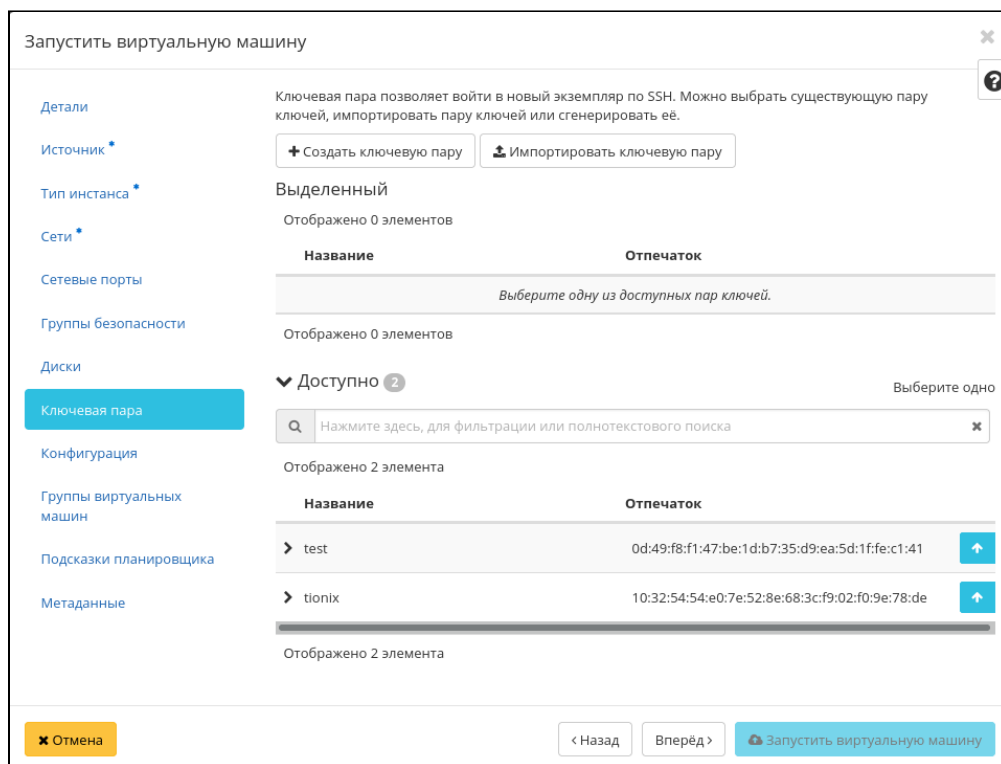 Запустить виртуальную машину
Детали
Источник *
Тип инстанса *
Сети *
Сетевые порты
Группы безопасности
Диски
Ключевая пара
Конфигурация
Группы виртуальных
машин
Подсказки планировщика
Метаданные
Ключевая пара позволяет войти в новый экземпляр по SSH. Можно выбрать существующую пару
ключей, импортировать пару ключей или сгенерировать её.
Создать ключевую пару Импортировать ключевую пару
Выделенный
Отображено 0 элементов
Название Отпечаток
Выберите одну из доступных пар ключей.
Отображено 0 элементов
Доступно 2
Выберите одно
Нажмите здесь, для фильтрации или полнотекстового поиска
Отображено 2 элемента
Название Отпечаток
test 0d:49:f8:f1:47:be:1d:b7:35:d9:ea:5d:1f:fe:c1:41
tionix 10:32:54:54:e0:7e:52:8e:68:3c:f9:02:f0:9e:78:de
Отображено 2 элемента
Отмена <Назад Вперёд> Запустить виртуальную машину